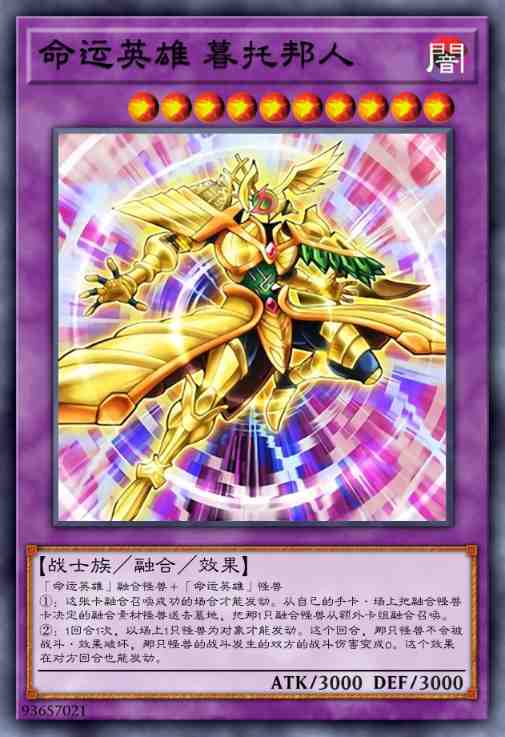 命运英雄 暮托邦人
闇
【战士族／融合／效果】
「命运英雄」融合怪兽＋「命运英雄」怪兽
①：这张卡融合召唤成功的场合才能发动。从自己的手卡・场上把融合怪兽
卡决定的融合素材怪兽送去墓地，把那1只融合怪兽从额外卡组融合召唤。
②：1回合1次，以场上1只怪兽为对象才能发动。这个回合，那只怪兽不会被
战斗・效果破坏，那只怪兽的战斗发生的双方的战斗伤害变成0。这个效果
在对方回合也能发动。
ATK/3000 DEF/3000
93657021